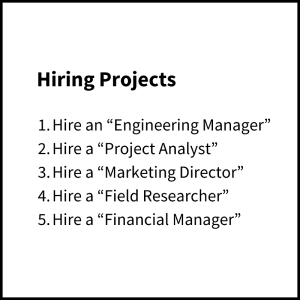 Hiring Projects
1. Hire an “Engineering Manager”
2. Hire a “Project Analyst”
3. Hire a “Marketing Director”
4. Hire a “Field Researcher”
5. Hire a “Financial Manager”